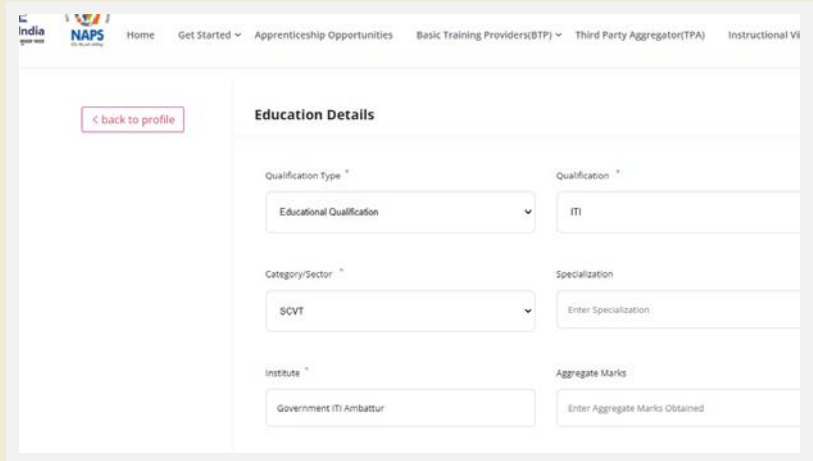 India
NAPS
Home Get Started Apprenticeship Opportunities Basic Training Providers(BTP) Third Party Aggregator(TPA) Instructional
< back to profile
Education Details
Qualification Type * Qualification *
Educational Qualification ITI
Category/Sector * Specialization
SCVT Enter Specialization
Institute * Aggregate Marks
Government ITI Ambattur Enter Aggregate Marks Obtained